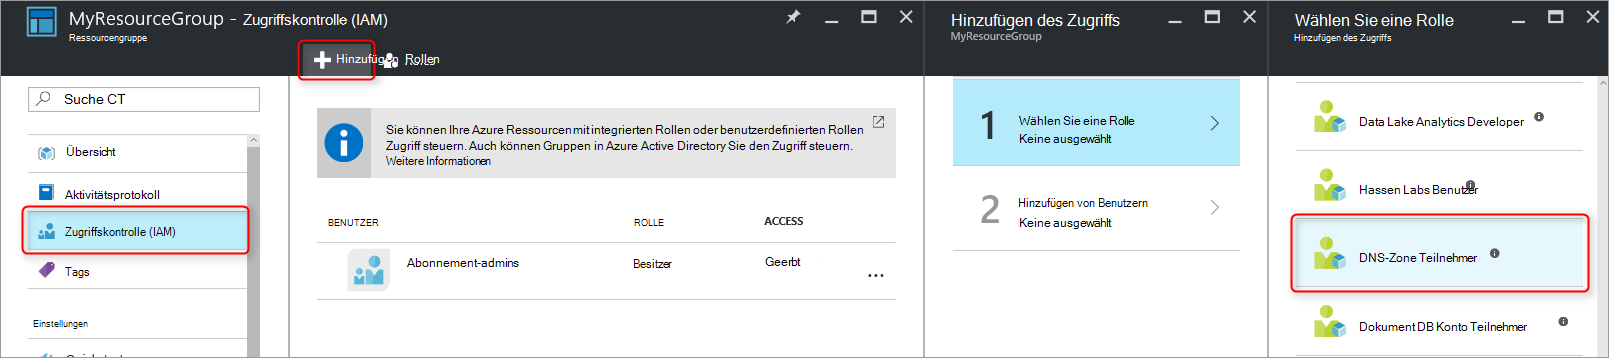 MyResourceGroup - Zugriffskontrolle (IAM)
Ressourcengruppe
Hinzufügen
Rollen
Suche CT
Übersicht
Aktivitätsprotokoll
Zugriffskontrolle (IAM)
Tags
Einstellungen
Sie können Ihre Azure Ressourcen mit integrierten Rollen oder benutzerdefinierten Rollen
Zugriff steuern. Auch können Gruppen in Azure Active Directory Sie den Zugriff steuern.
Weitere Informationen
BENUTZER ROLLE ACCESS
Abonnement-admins Besitzer Geerbt
Hinzufügen des Zugriffs
MyResourceGroup
1 Wählen Sie eine Rolle
Keine ausgewählt
2 Hinzufügen von Benutzern
Keine ausgewählt
Wählen Sie eine Rolle
Hinzufügen des Zugriffs
Data Lake Analytics Developer
Hassen Labs Benutzer
DNS-Zone Teilnehmer
Dokument DB Konto Teilnehmer